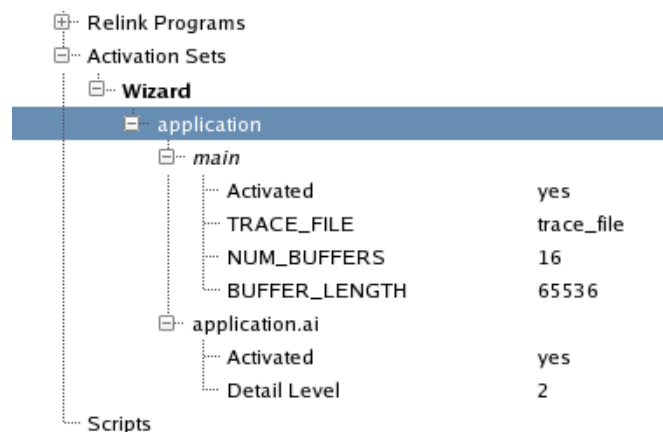 Relink Programs
Activation Sets
Wizard
application
main
Activated yes
TRACE_FILE trace_file
NUM_BUFFERS 16
BUFFER_LENGTH 65536
application.ai
Activated yes
Detail Level 2
Scripts